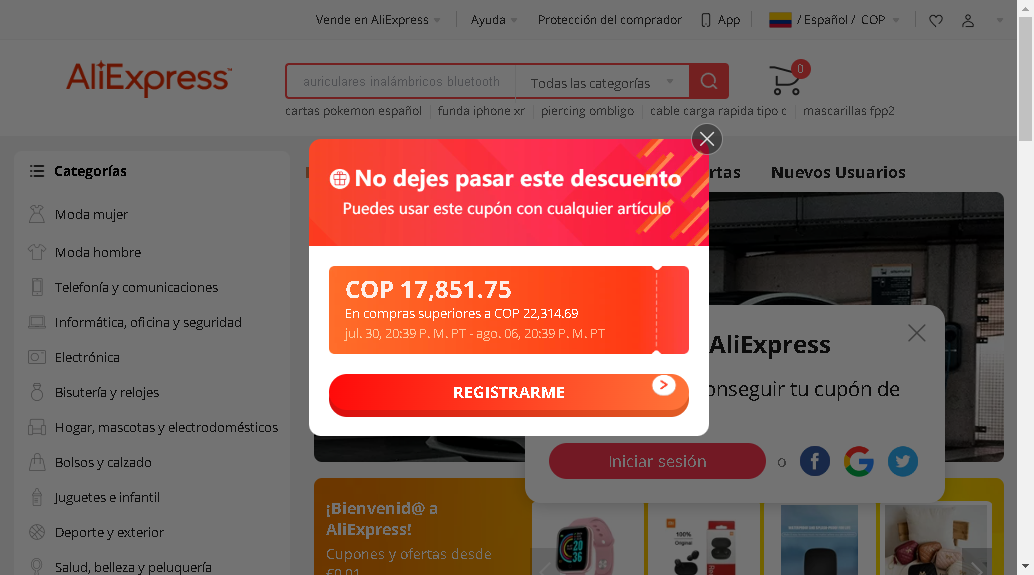 Vende en AliExpress
Ayuda
Protección del comprador
App
/ Español / COP
AliExpress
auriculares inalámbricos bluetooth
Todas las categorías
0
cartas pokemon español
funda iphone xr
piercing ombligo
cable carga rapida tipo c
mascarillas fpp2
Categorías
rtas
Nuevos Usuarios
Moda mujer
Moda hombre
Telefonía y comunicaciones
Informática, oficina y seguridad
Electrónica
Bisutería y relojes
Hogar, mascotas y electrodomésticos
Bolsos y calzado
Juguetes e infantil
Deporte y exterior
Salud, belleza y peluquería
No dejes pasar este descuento
Puedes usar este cupón con cualquier artículo
COP 17,851.75
En compras superiores a COP 22,314.69
jul. 30, 20:39 P. M. PT - ago. 06, 20:39 P. M. PT
REGISTRARME
AliExpress
onseguir tu cupón de
Iniciar sesión
o
¡Bienvenid@ a
AliExpress!
Cupones y ofertas desde
€0.01
100%